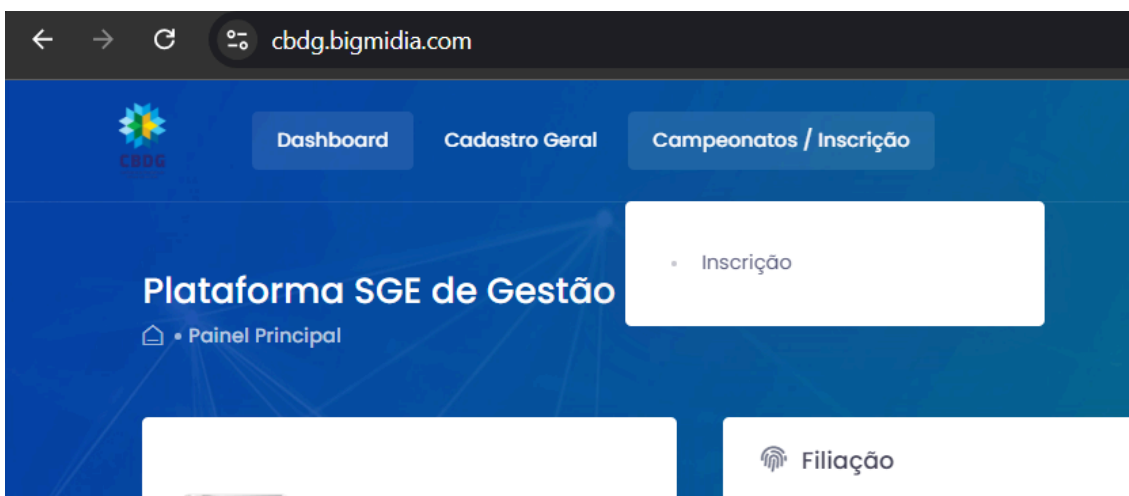 cbdg.bigmidia.com
CBDG
Dashboard
Cadastro Geral
Campeonatos / Inscrição
Inscrição
Plataforma SGE de Gestão
Painel Principal
Filiação